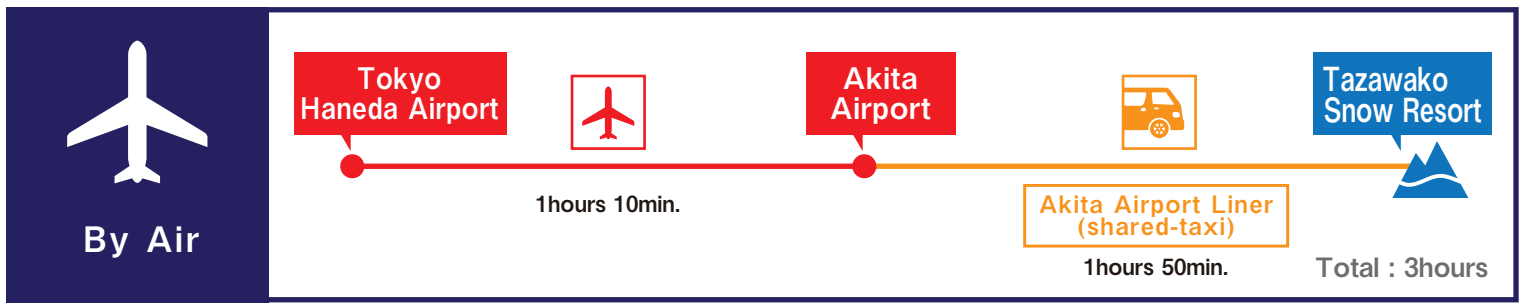 By Air
Tokyo
Haneda Airport
1hours 10min.
Akita
Airport
Akita Airport Liner
(shared-taxi)
1hours 50min.
Tazawako
Snow Resort
Total : 3hours